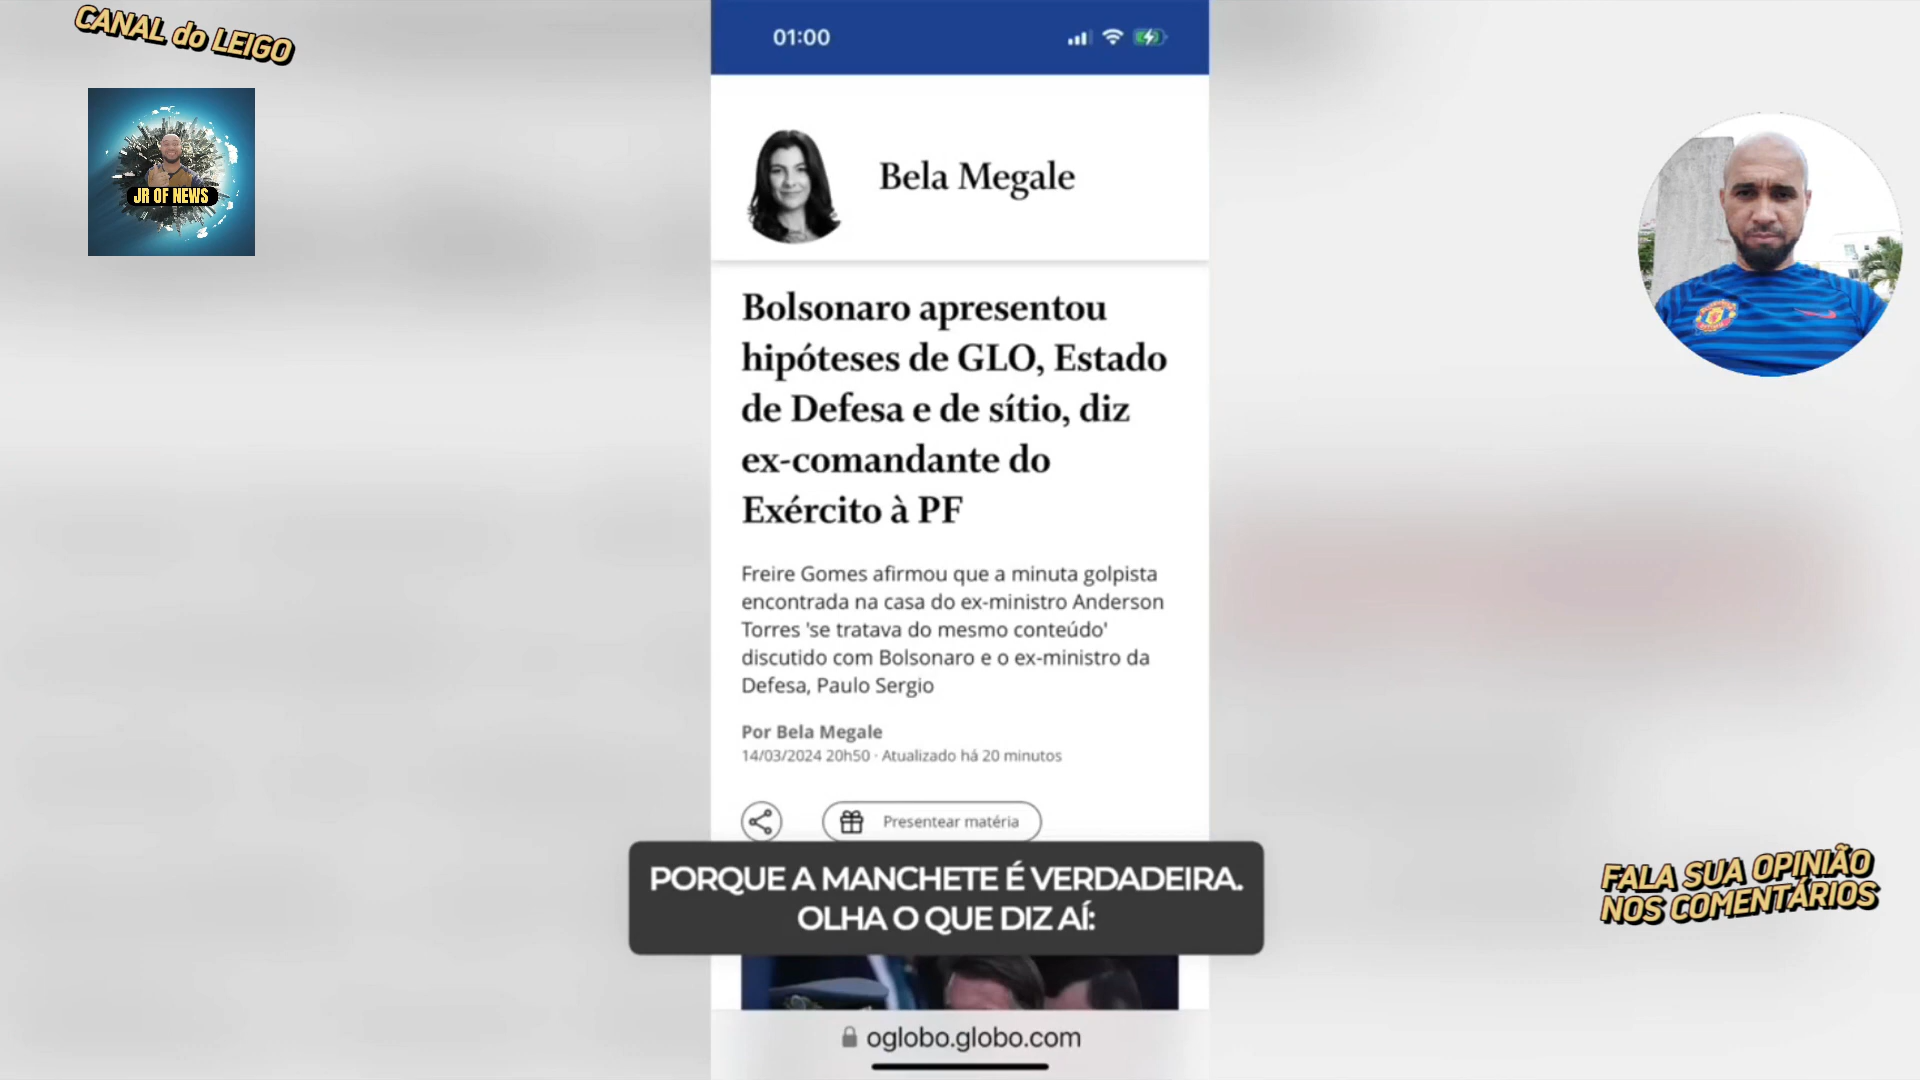 CANAL do LEIGO
JR OF NEWS
01:00
Bela Megale
Bolsonaro apresentou
hipóteses de GLO, Estado
de Defesa e de sítio, diz
ex-comandante do
Exército à PF
Freire Gomes afirmou que a minuta golpista
encontrada na casa do ex-ministro Anderson
Torres 'se tratava do mesmo conteúdo'
discutido com Bolsonaro e o ex-ministro da
Defesa, Paulo Sergio
Por Bela Megale
14/03/2024 20h50 · Atualizado há 20 minutos
Presentear matéria
PORQUE A MANCHETE É VERDADEIRA.
OLHA O QUE DIZ AÍ:
FALA SUA OPINIÃO
NOS COMENTÁRIOS
oglobo.globo.com